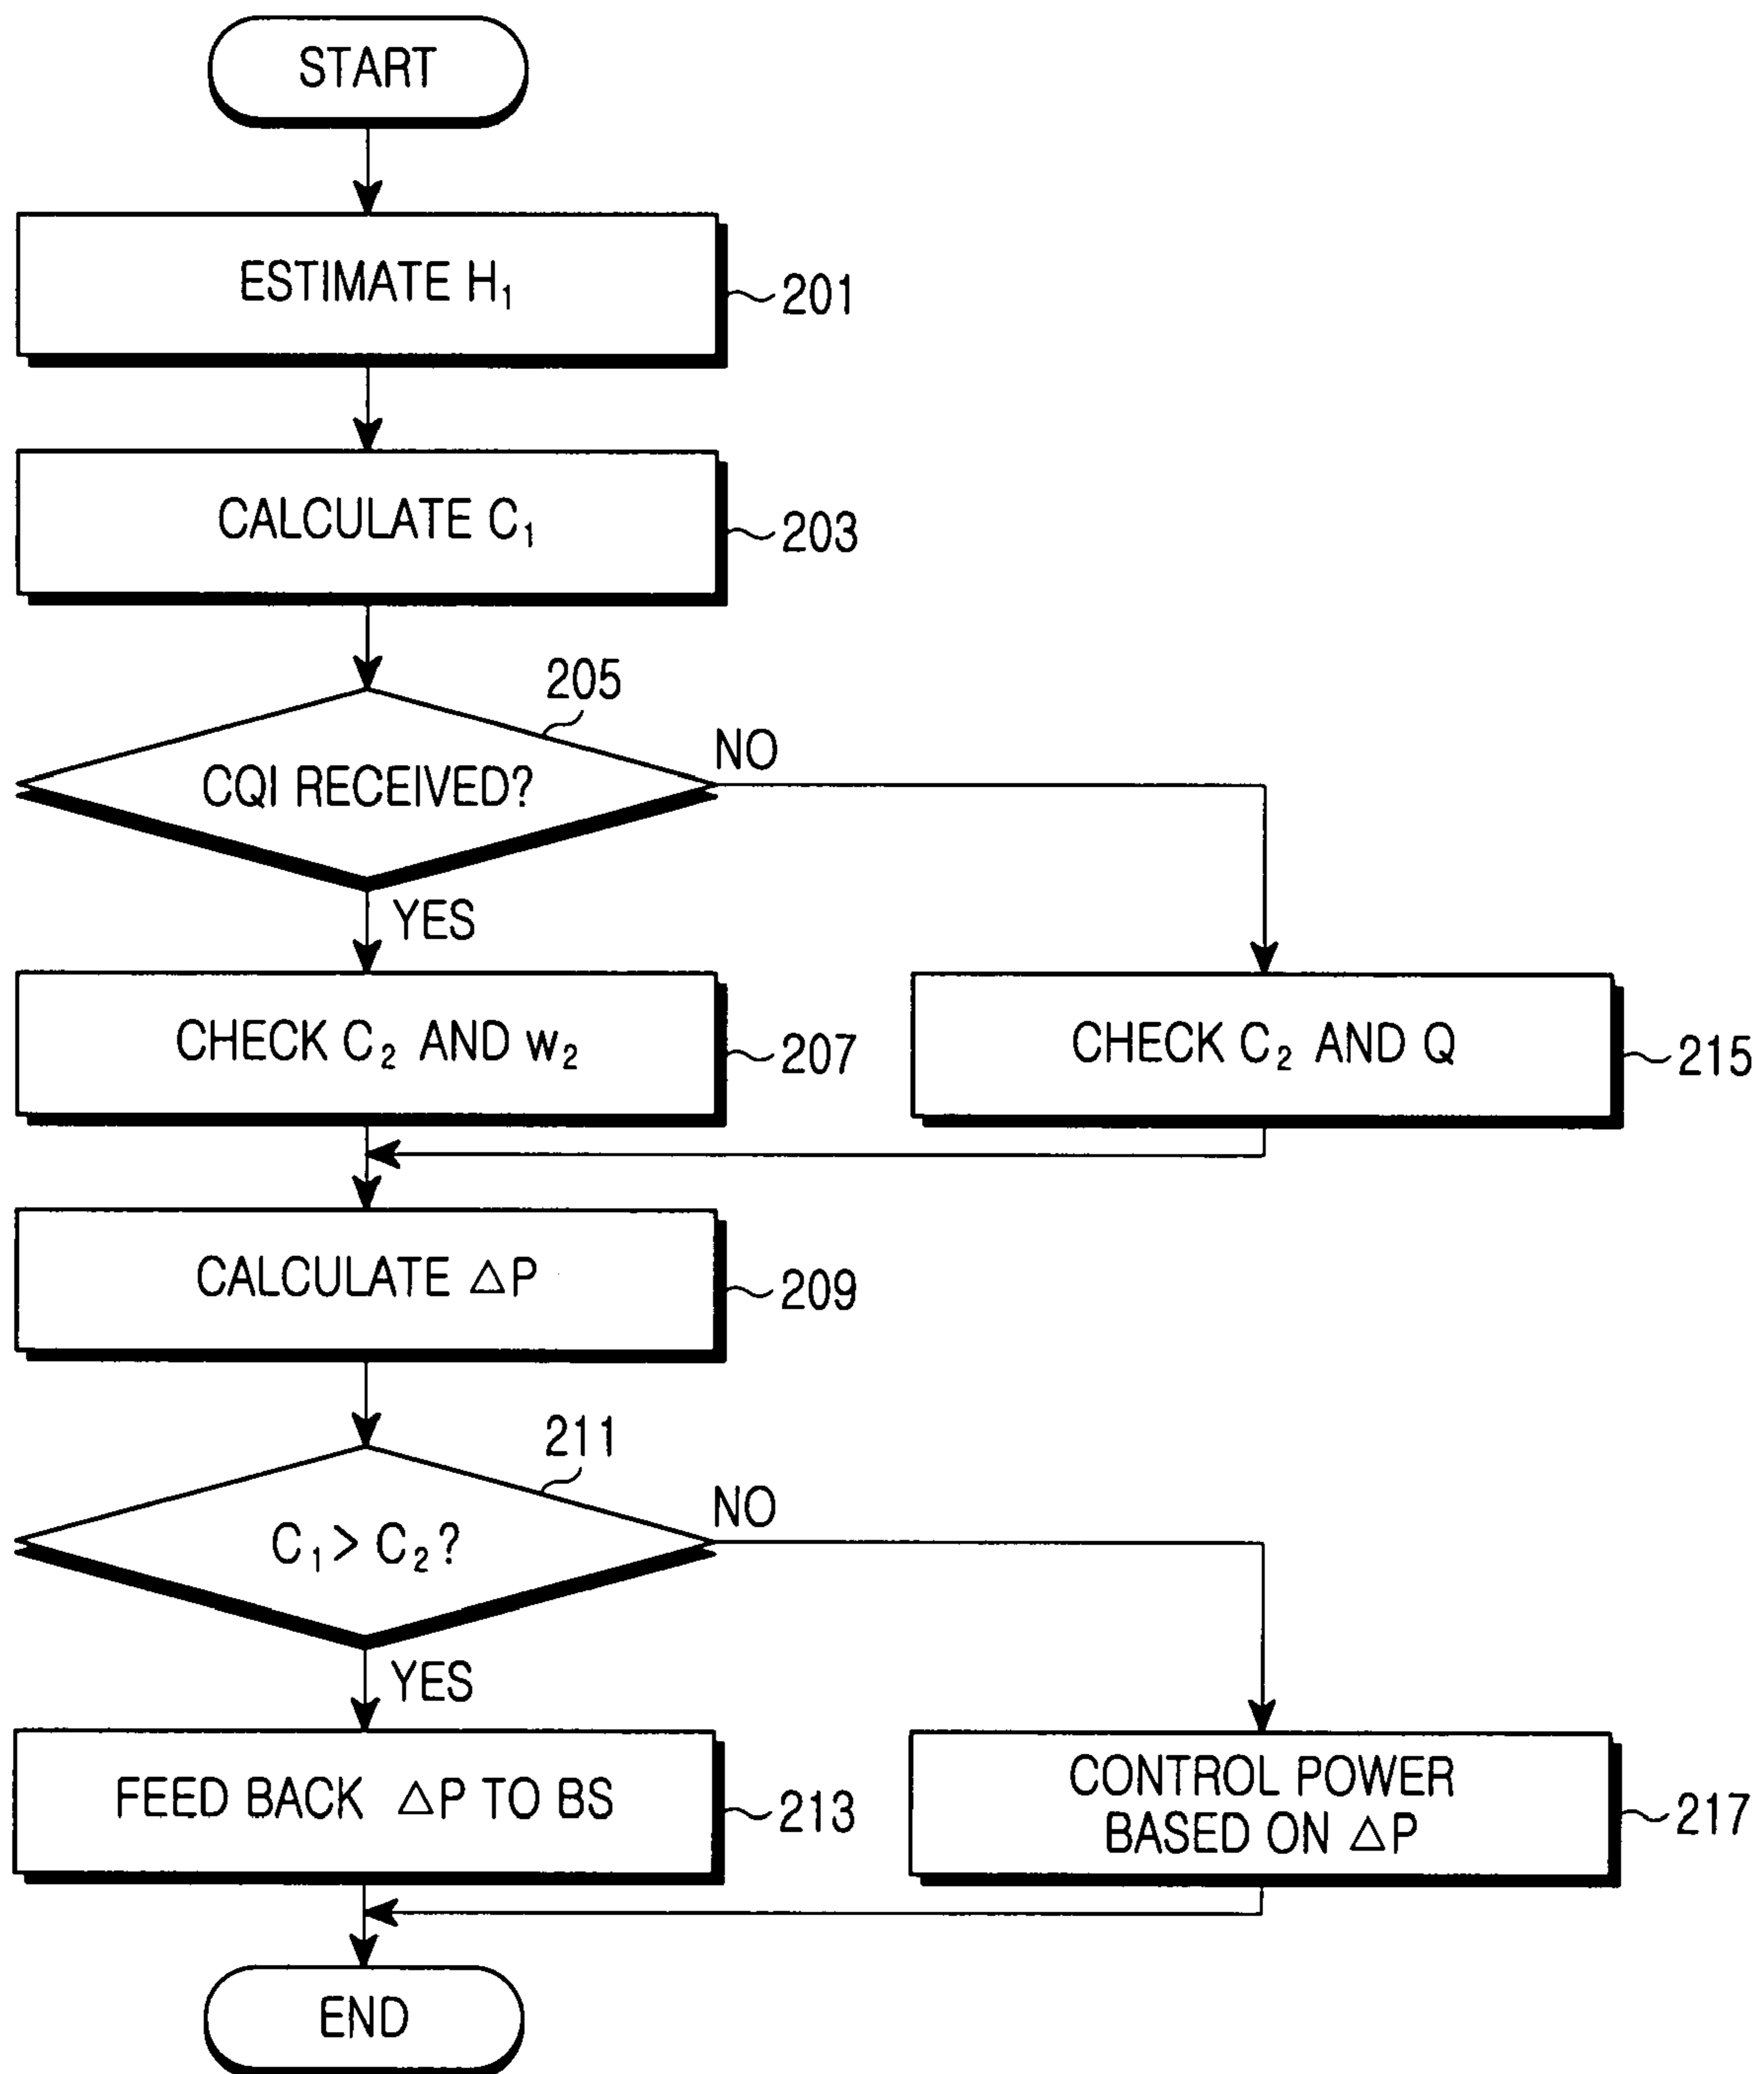 START
ESTIMATE H₁
201
CALCULATE C₁
203
205
CQI RECEIVED?
NO
YES
CHECK C₂ AND w₂
207
CHECK C₂ AND Q
215
CALCULATE △P
209
211
C₁ > C₂?
NO
YES
FEED BACK △P TO BS
213
CONTROL POWER
BASED ON △P
217
END